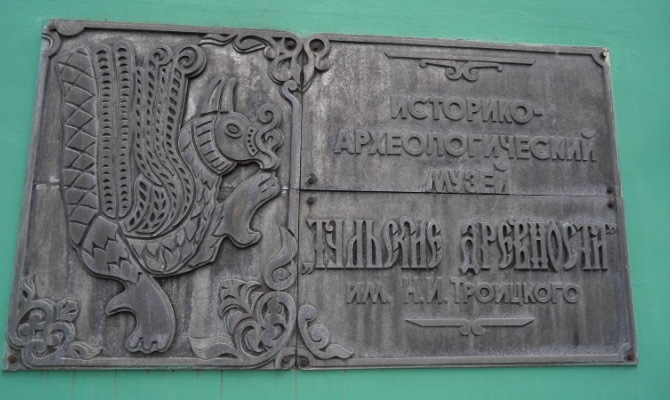 ИСТОРИКО-
АРХЕОЛОГИЧЕСКИЙ
МУЗЕЙ
„ТУЛЬСКИЕ ДРЕВНОСТИ"
ИМ. Н.И. ТРОИЦКОГО